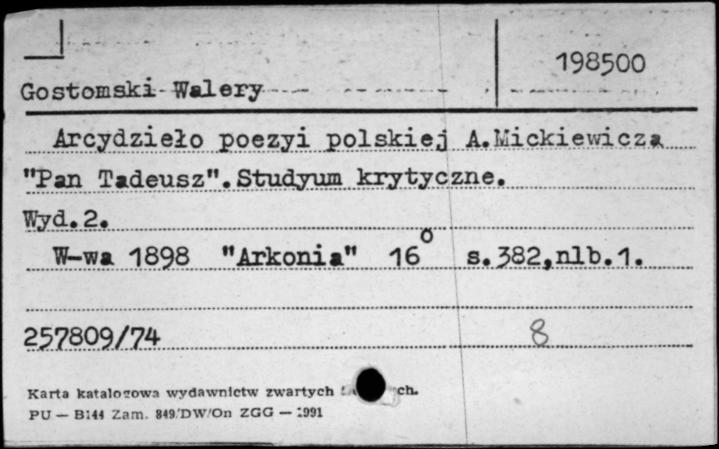 198500
Gostomski Walery
Arcydzieło poezyi polskiej A.Mickiewicza
"Pan Tadeusz".Studyum krytyczne.
Wyd.2.
W-wa 1898 "Arkonia" 16° s.382,nlb.1.
257809/74 8
Karta katalogowa wydawnictw zwartych
PU — B144 Zam. 849/DW/On ZGG — 1991